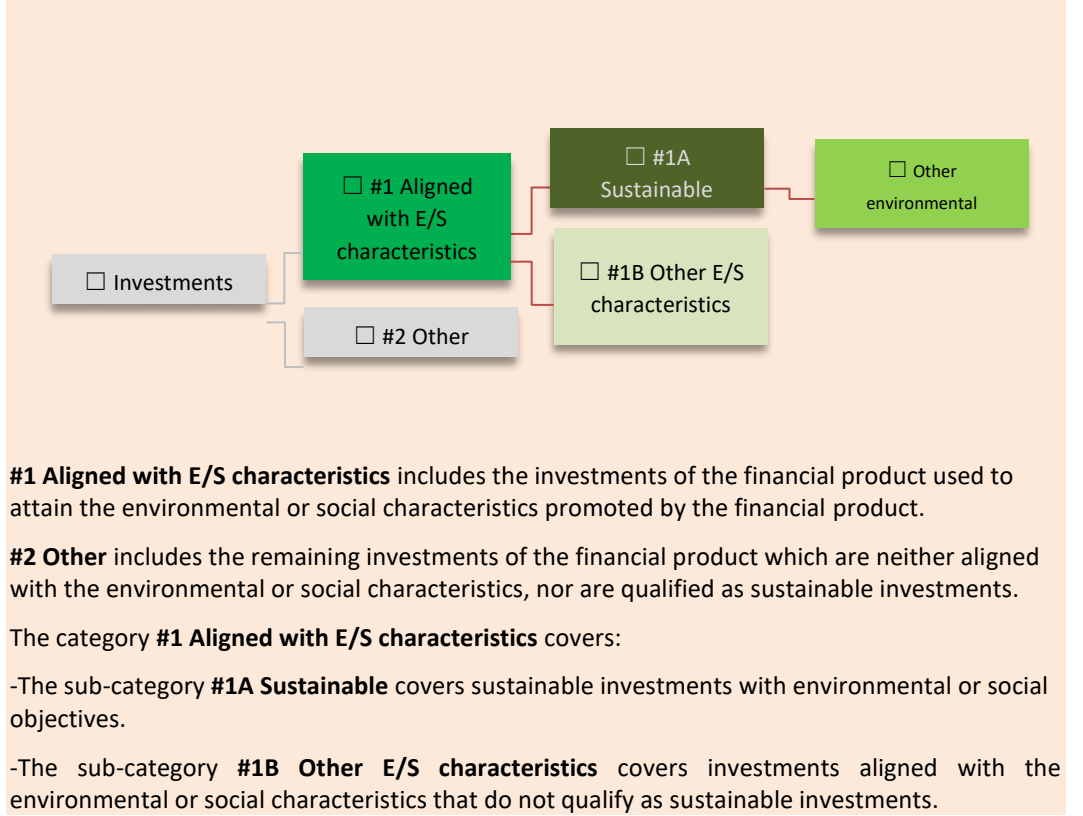 ☐ #1A
Sustainable
☐ Other
environmental
☐ #1 Aligned
with E/S
characteristics
☐ #1B Other E/S
characteristics
☐ Investments
☐ #2 Other
#1 Aligned with E/S characteristics includes the investments of the financial product used to
attain the environmental or social characteristics promoted by the financial product.
#2 Other includes the remaining investments of the financial product which are neither aligned
with the environmental or social characteristics, nor are qualified as sustainable investments.
The category #1 Aligned with E/S characteristics covers:
-The sub-category #1A Sustainable covers sustainable investments with environmental or social
objectives.
-The sub-category #1B Other E/S characteristics covers investments aligned with the
environmental or social characteristics that do not qualify as sustainable investments.